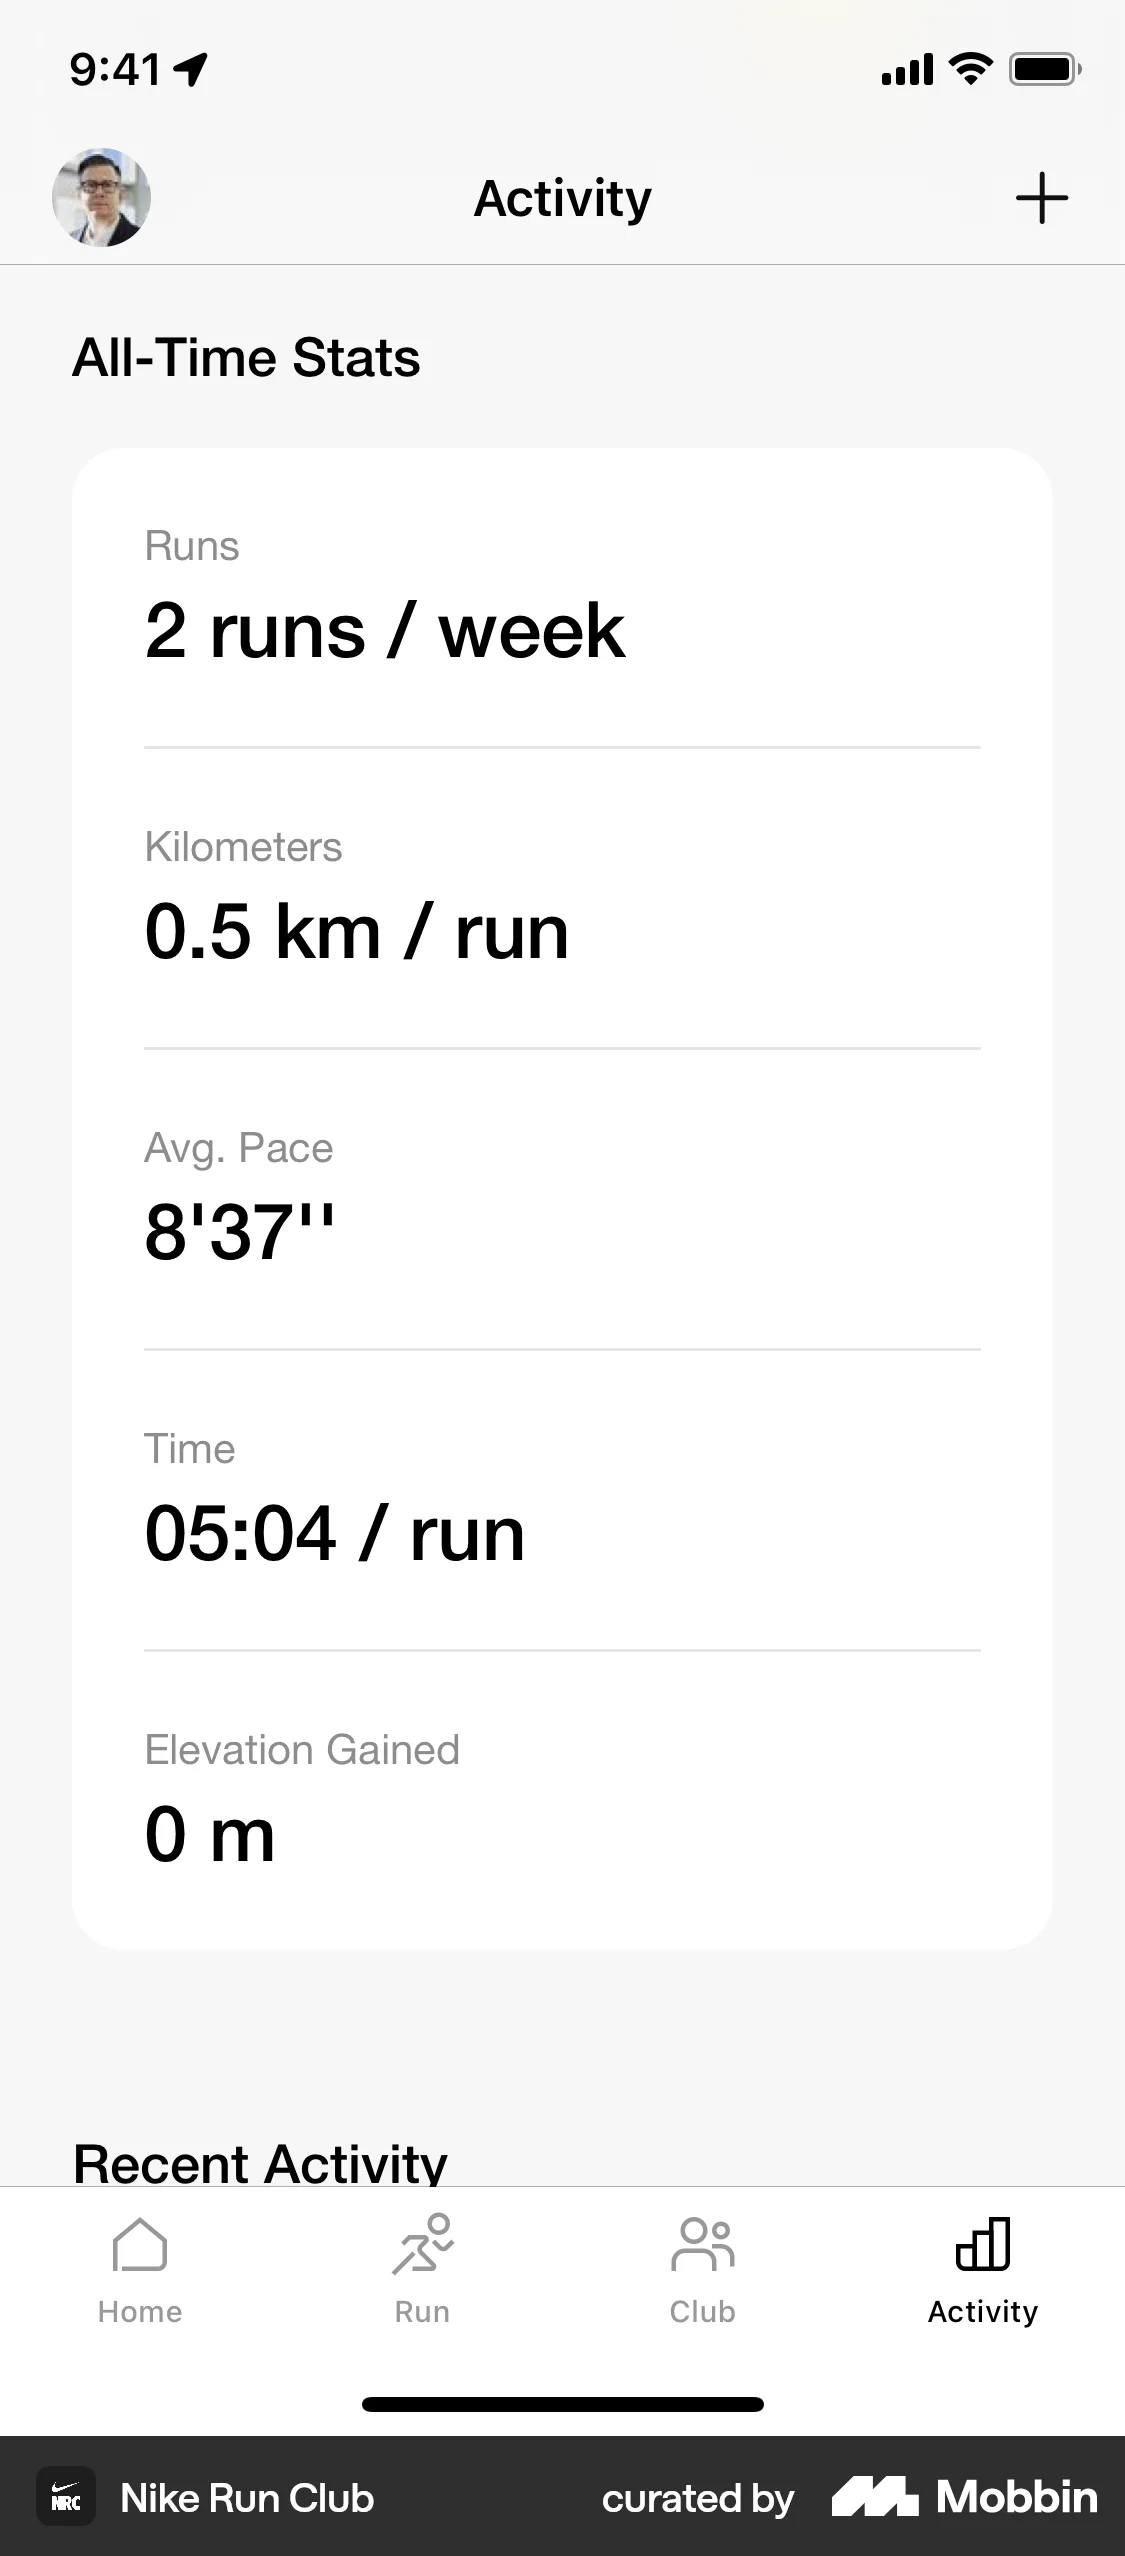 9:41
Activity
All-Time Stats
Runs
2 runs / week
Kilometers
0.5 km / run
Avg. Pace
8'37''
Time
05:04 / run
Elevation Gained
0 m
Recent Activity
Home
Run
Club
Activity
NRC
Nike Run Club
curated by
Mobbin